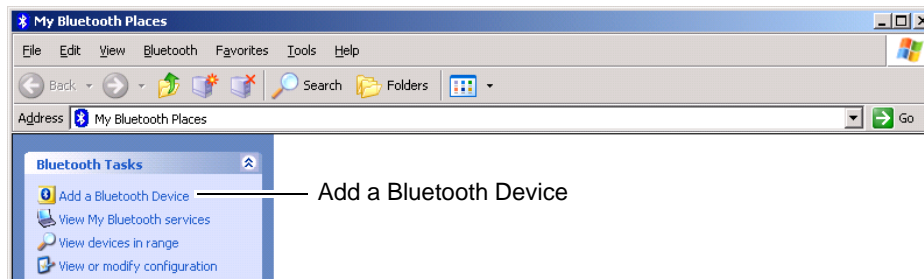 My Bluetooth Places
File Edit View Bluetooth Favorites Tools Help
Back Search Folders
Address My Bluetooth Places Go
Bluetooth Tasks
Add a Bluetooth Device Add a Bluetooth Device
View My Bluetooth services
View devices in range
View or modify configuration